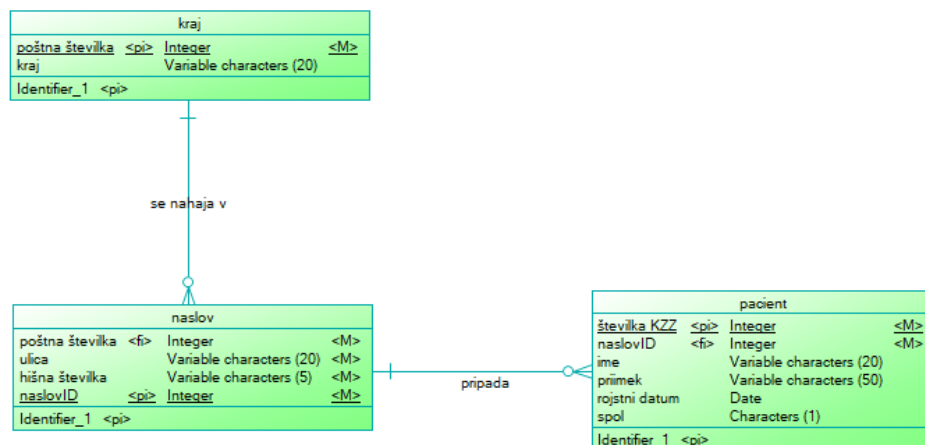 kraj
poštna številka <pi> Integer <M>
kraj Variable characters (20)
Identifier_1 <pi>
se nahaja v
naslov
poštna številka <fi> Integer <M>
ulica Variable characters (20) <M>
hišna številka Variable characters (5) <M>
naslovID <pi> Integer <M>
Identifier_1 <pi>
pripada
pacient
številka KZZ <pi> Integer <M>
naslovID <fi> Integer <M>
ime Variable characters (20)
priimek Variable characters (50)
rojstni datum Date
spol Characters (1)
Identifier_1 <pi>